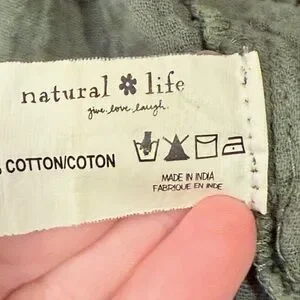 natural life
give. love. laugh.
COTTON/COTON
MADE IN INDIA
FABRIQUE EN INDE